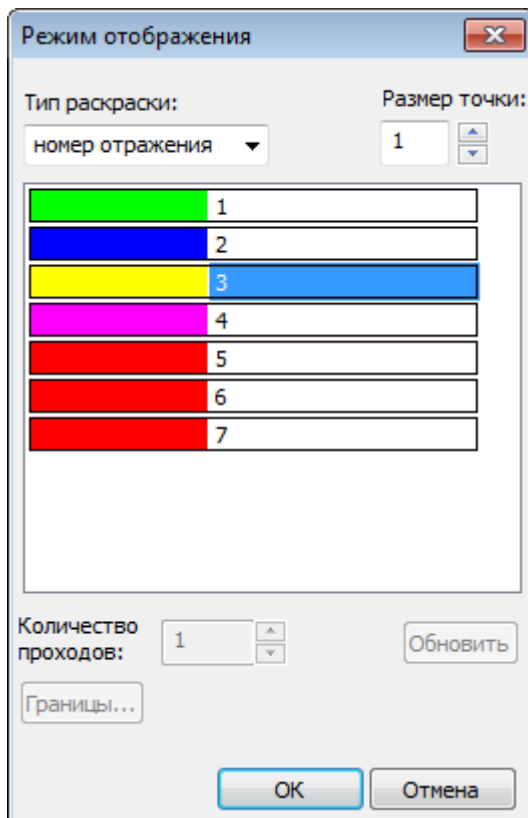 Режим отображения
Тип раскраски:
Размер точки:
номер отражения
1
1
2
3
4
5
6
7
Количество
проходов:
1
Обновить
Границы...
ОК
Отмена